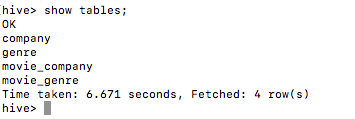 hive> show tables;
OK
company
genre
movie_company
movie_genre
Time taken: 6.671 seconds, Fetched: 4 row(s)
hive>